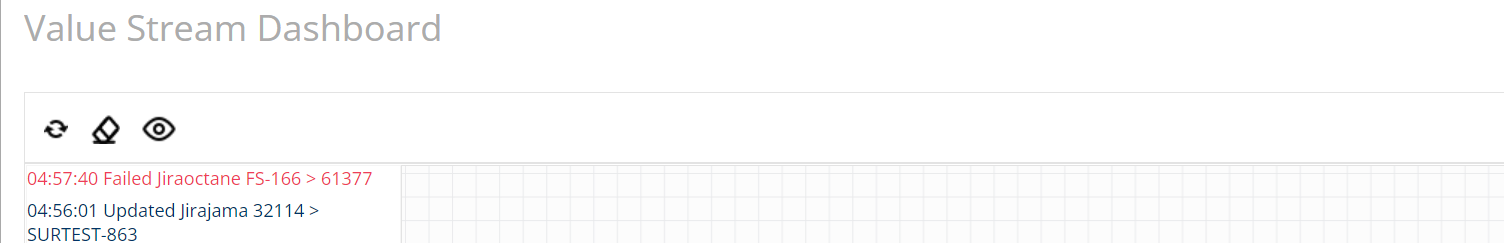 Value Stream Dashboard
04:57:40 Failed Jiraoctane FS-166 > 61377
04:56:01 Updated Jirajama 32114 >
SURTEST-863